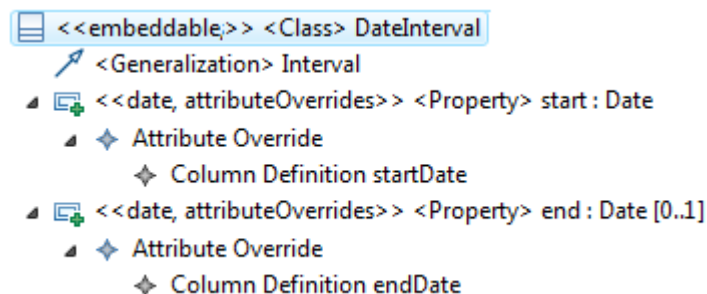 <<embeddable;>> <Class> DateInterval
<Generalization> Interval
<<date, attributeOverrides>> <Property> start : Date
Attribute Override
Column Definition startDate
<<date, attributeOverrides>> <Property> end : Date [0..1]
Attribute Override
Column Definition endDate